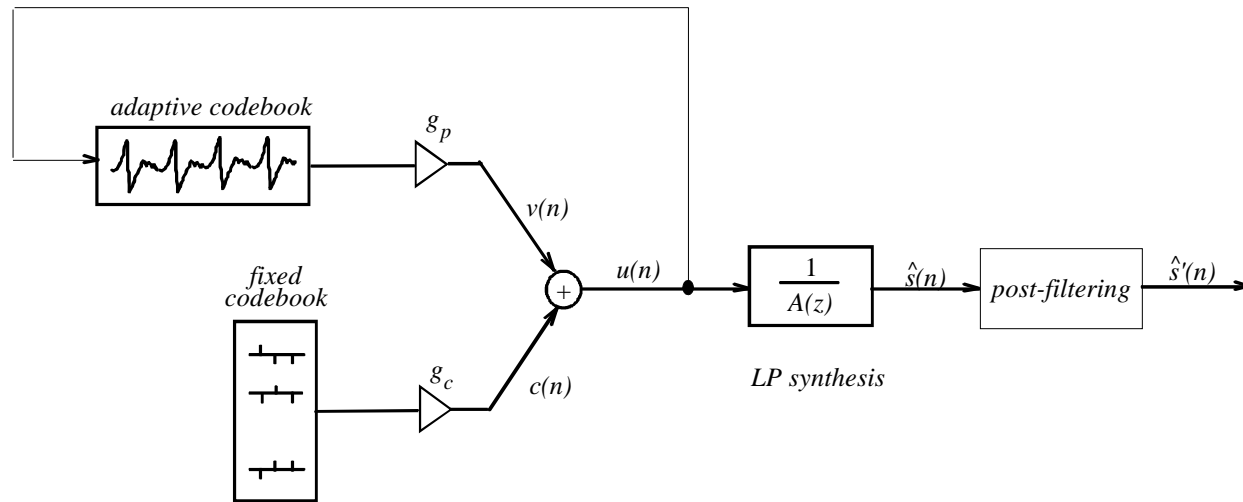 adaptive codebook
g_p
v(n)
fixed
codebook
g_c
c(n)
+
u(n)
1
A(z)
LP synthesis
ŝ(n)
post-filtering
ŝ'(n)